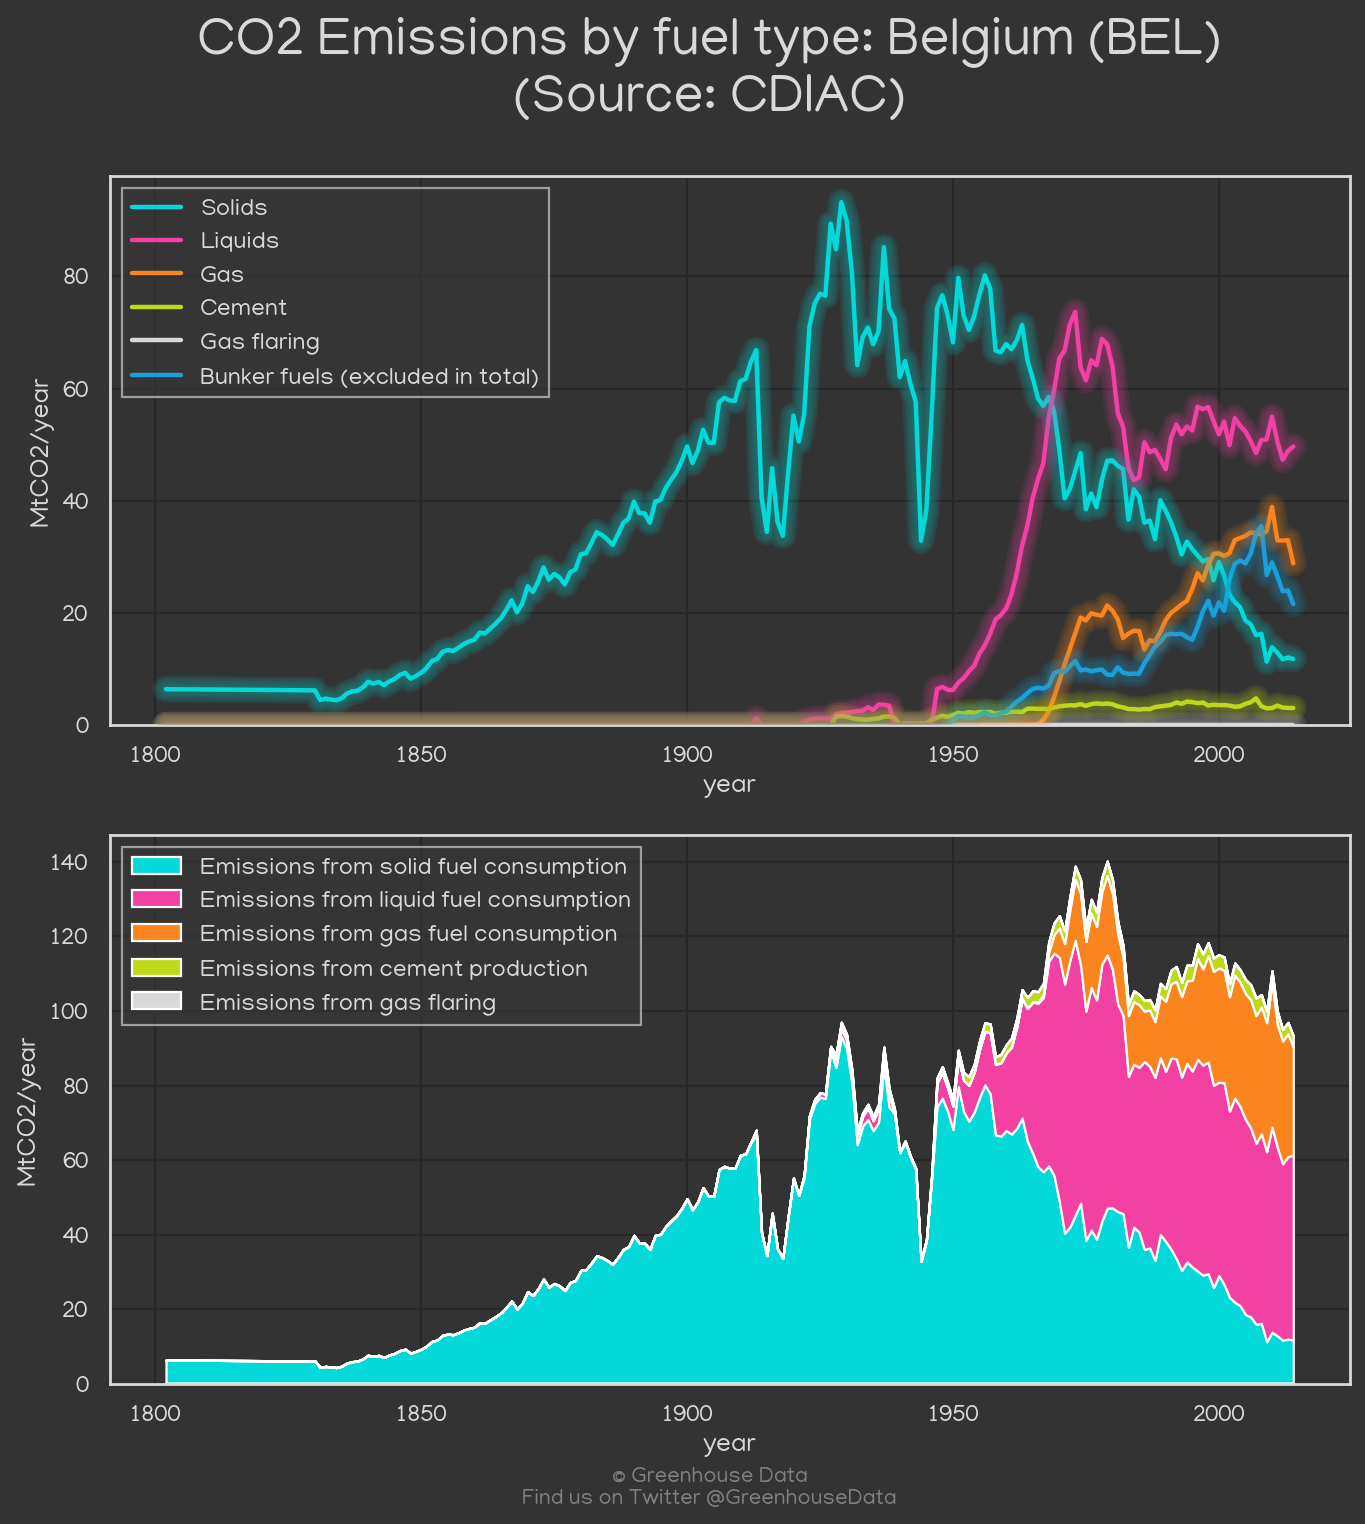 CO2 Emissions by fuel type: Belgium (BEL)
(Source: CDIAC)
Solids
Liquids
Gas
Cement
Gas flaring
Bunker fuels (excluded in total)
MtCO2/year
80
60
40
20
0
1800 1850 1900 1950 2000
year
Emissions from solid fuel consumption
Emissions from liquid fuel consumption
Emissions from gas fuel consumption
Emissions from cement production
Emissions from gas flaring
MtCO2/year
140
120
100
80
60
40
20
0
1800 1850 1900 1950 2000
year
© Greenhouse Data
Find us on Twitter @GreenhouseData